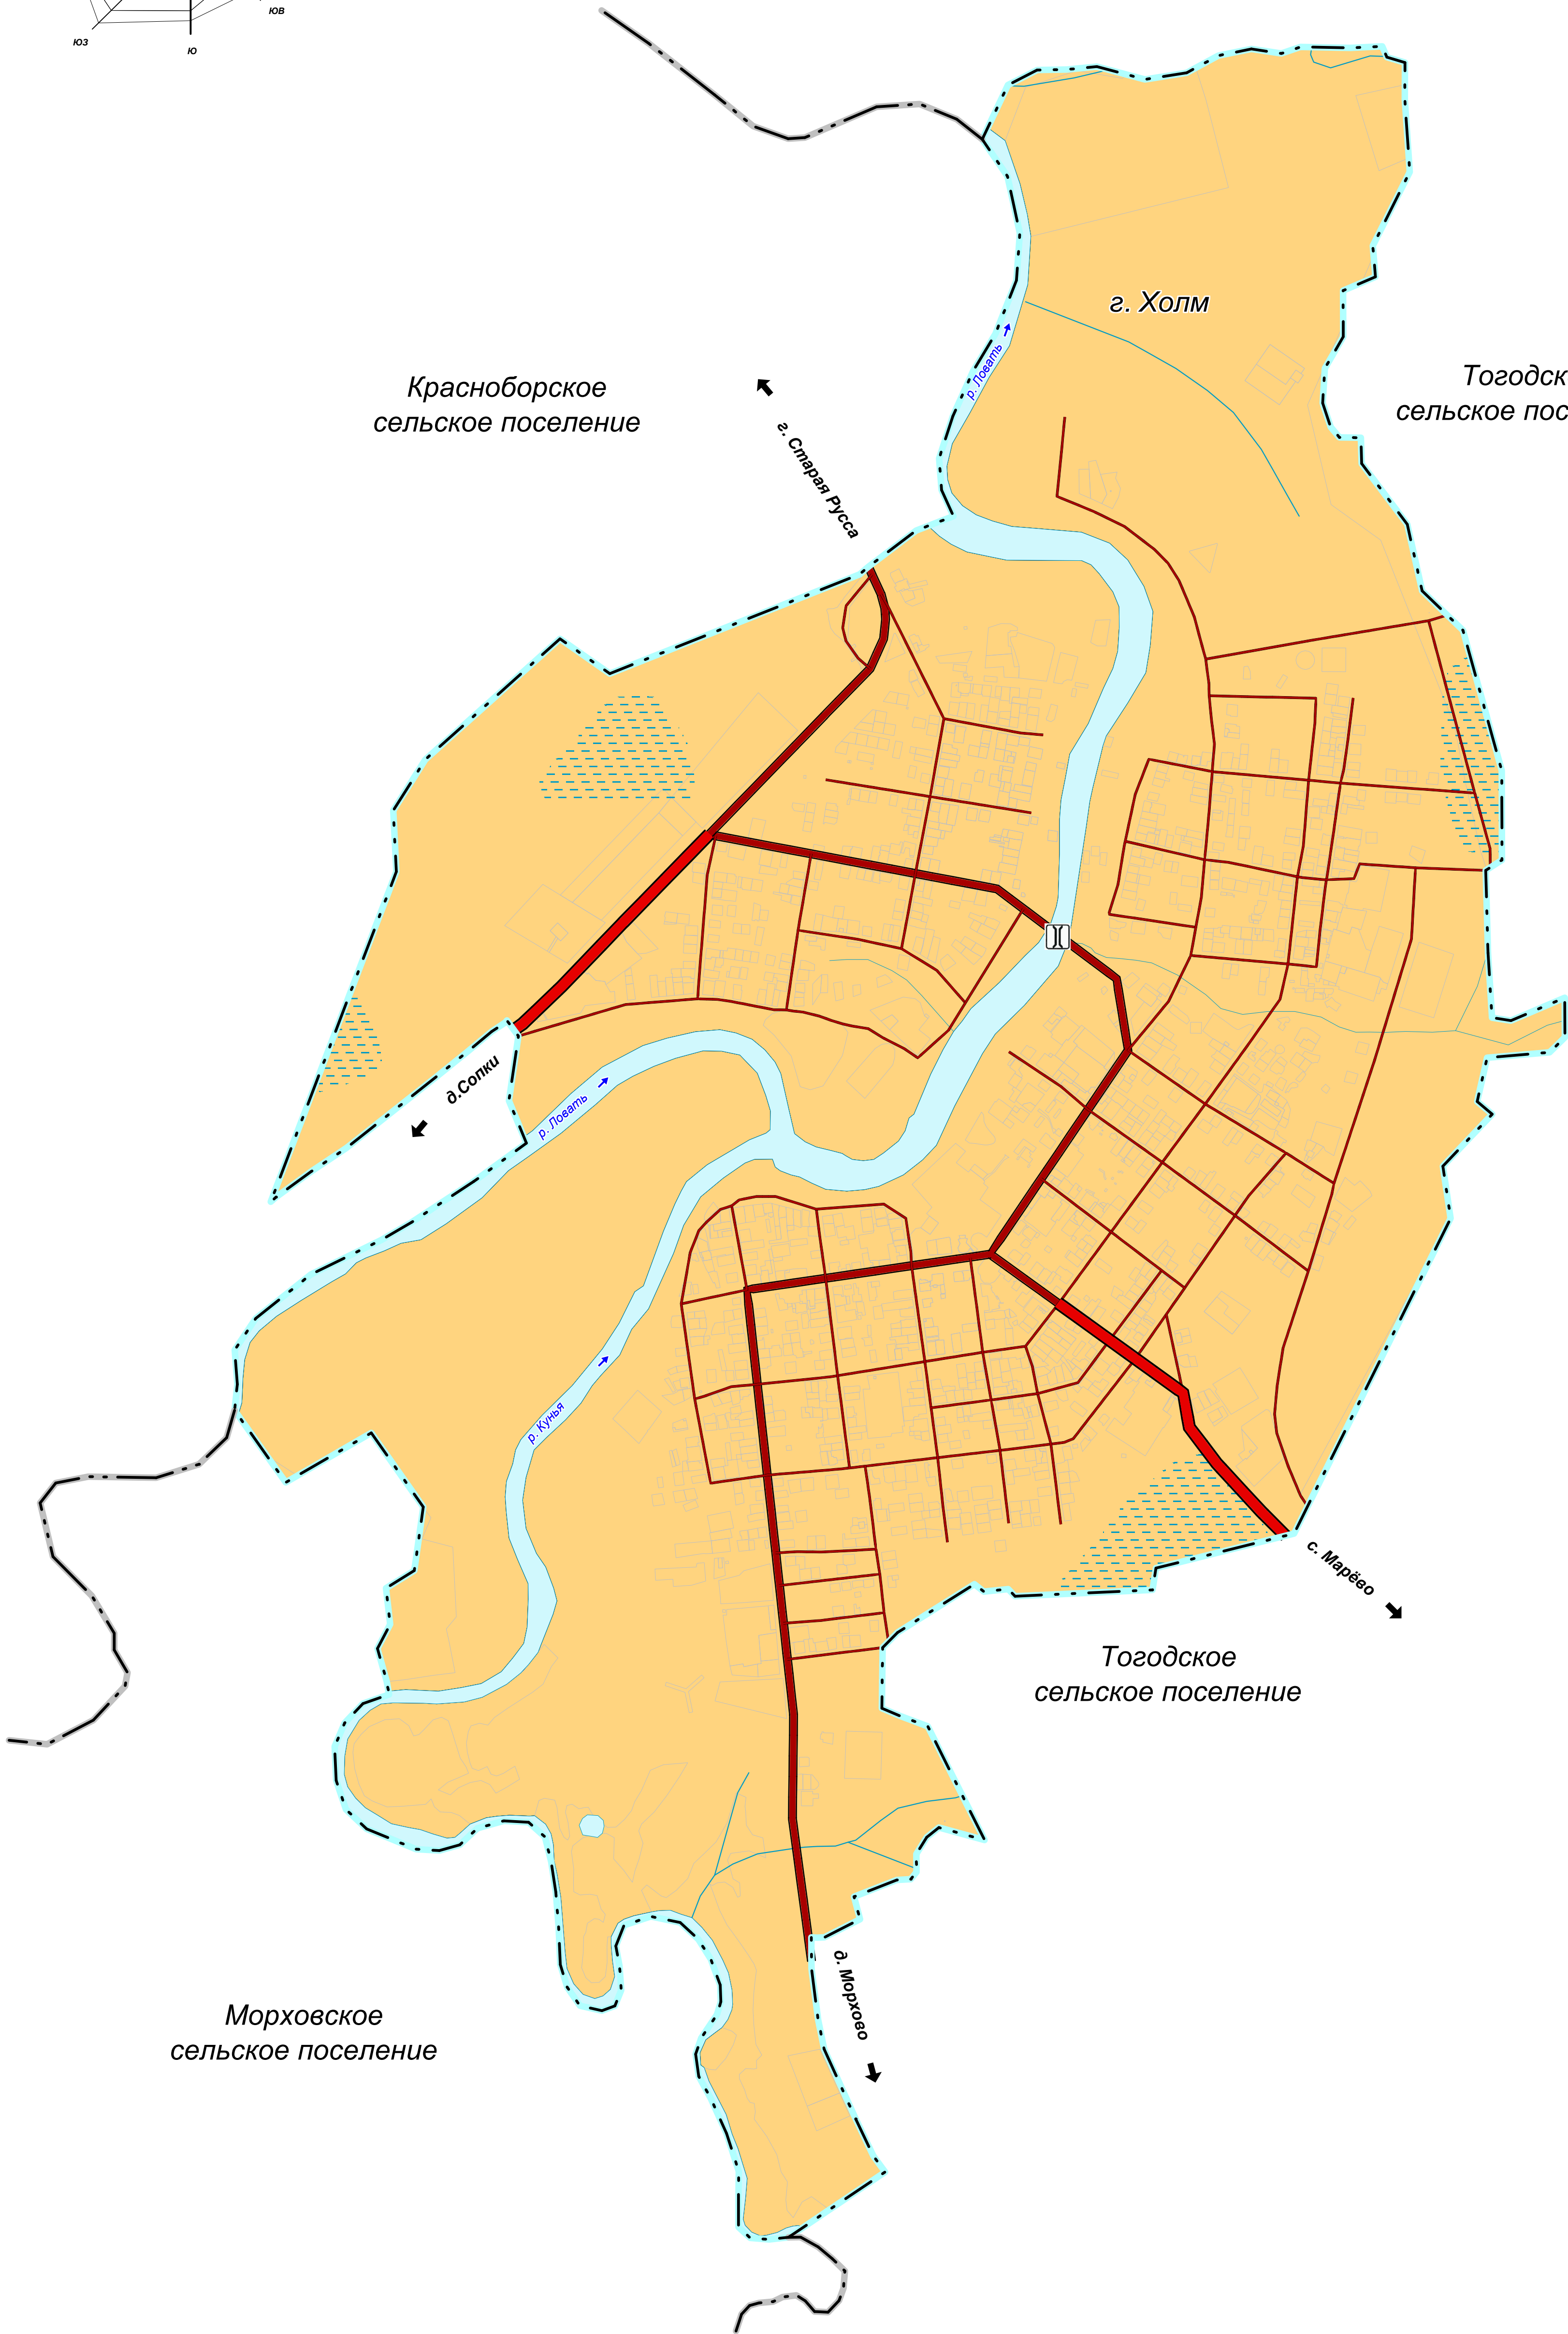 ЮВ
ЮЗ
Ю
г. Холм
р. Ловать
Красноборское
сельское поселение
Тогодск
сельское пос
г. Старая Русса
д.Сопки
р. Ловать
р. Кунья
с. Марёво
Тогодское
сельское поселение
д. Морхово
Морховское
сельское поселение